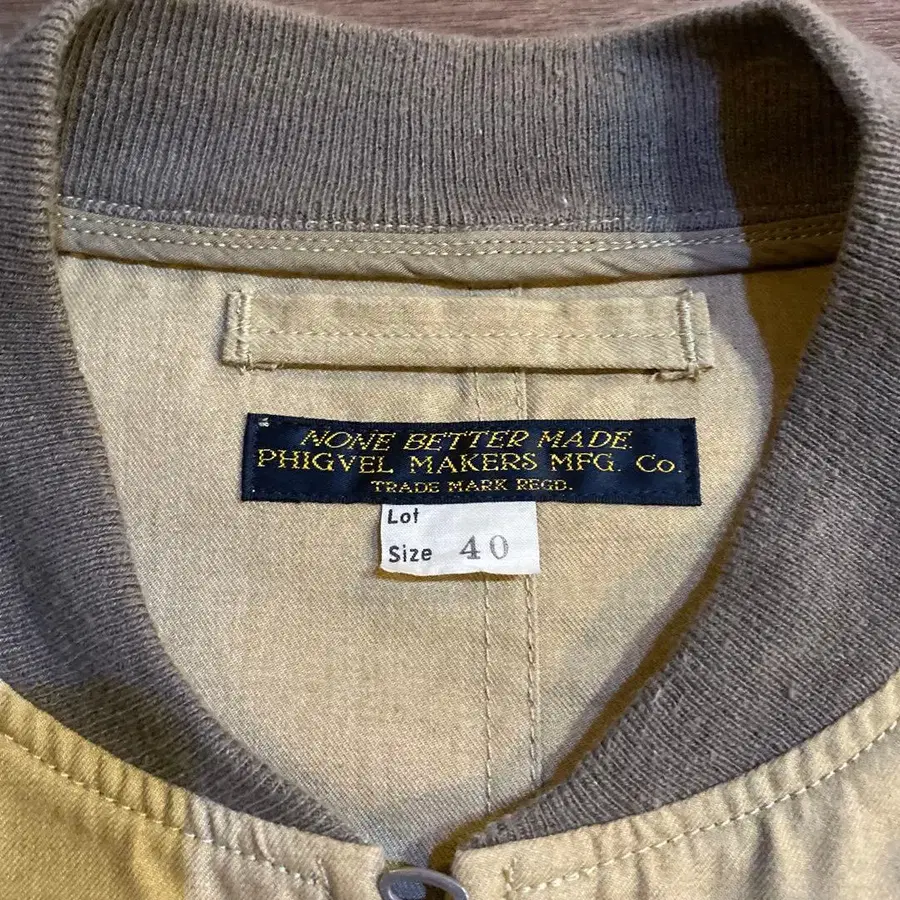 NONE BETTER MADE.
PHIGVEL MAKERS MFG. Co.
TRADE MARK REGD.
Lot
Size 40